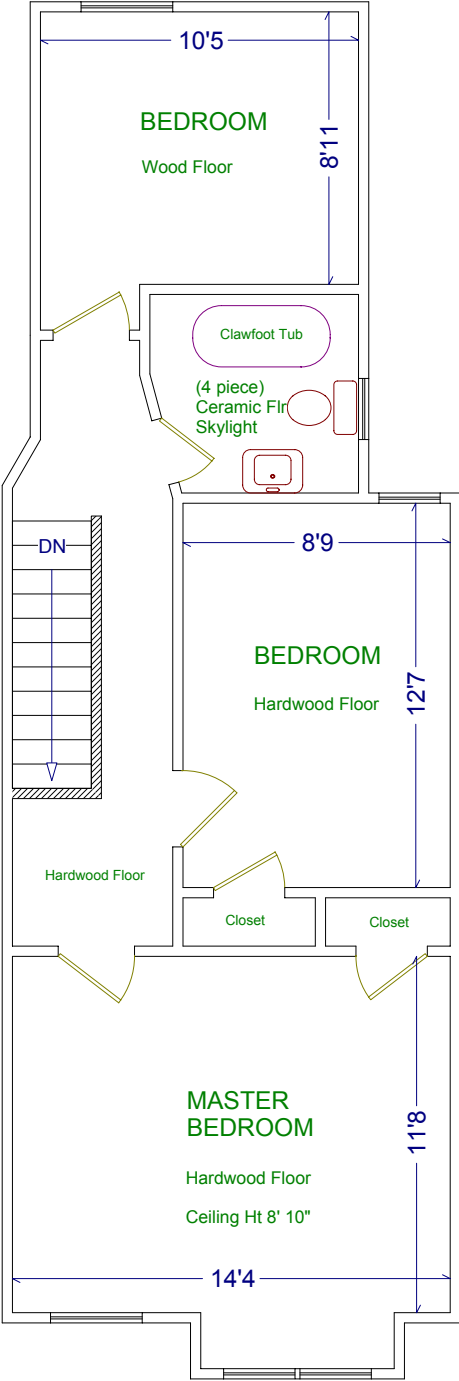 10'5
BEDROOM
8'11
Wood Floor
Clawfoot Tub
(4 piece)
Ceramic Flr
Skylight
DN
8'9
BEDROOM
12'7
Hardwood Floor
Hardwood Floor
Closet
Closet
MASTER
BEDROOM
11'8
Hardwood Floor
Ceiling Ht 8' 10"
14'4